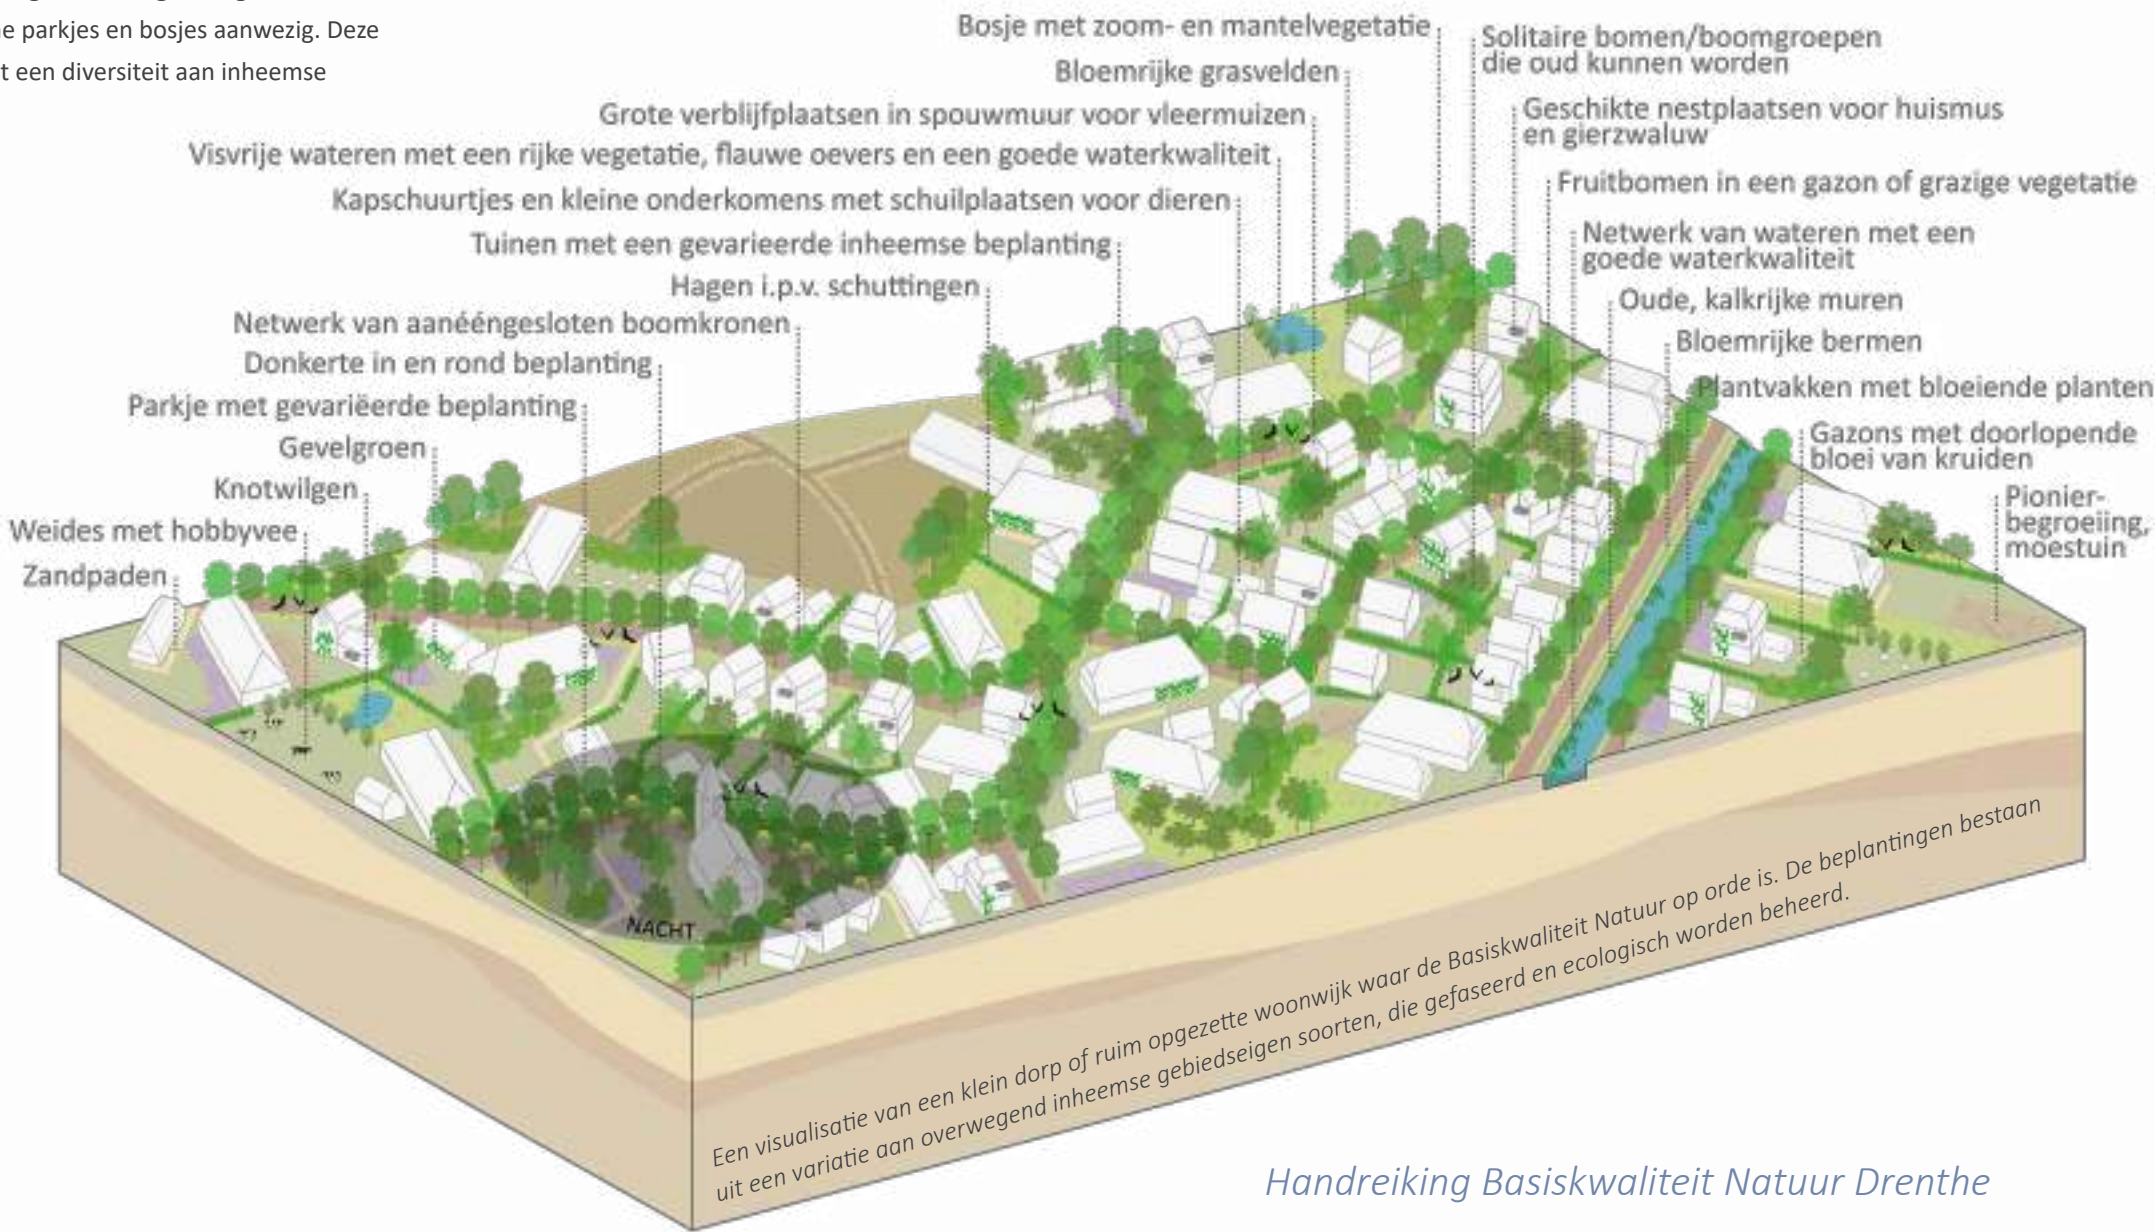 ne parkjes en bosjes aanwezig. Deze
t een diversiteit aan inheemse
Bosje met zoom- en mantelvegetatie
Bloemrijke grasvelden
Grote verblijfplaatsen in spouwmuur voor vleermuizen
Visvrije wateren met een rijke vegetatie, flauwe oevers en een goede waterkwaliteit
Kapschuurtjes en kleine onderkomens met schuilplaatsen voor dieren
Tuinen met een gevarieerde inheemse beplanting
Hagen i.p.v. schuttingen
Netwerk van aanééngesloten boomkronen
Donkerte in en rond beplanting
Parkje met gevariëerde beplanting
Gevelgroen
Knotwilgen
Weides met hobbyvee
Zandpaden
Solitaire bomen/boomgroepen
die oud kunnen worden
Geschikte nestplaatsen voor huismus
en gierzwaluw
Fruitbomen in een gazon of grazige vegetatie
Netwerk van wateren met een
goede waterkwaliteit
Oude, kalkrijke muren
Bloemrijke bermen
Plantvakken met bloeiende planten
Gazons met doorlopende
bloei van kruiden
Pionier-
begroeiing,
moestuin
NACHT
Een visualisatie van een klein dorp of ruim opgezette woonwijk waar de Basiskwaliteit Natuur op orde is. De beplantingen bestaan
uit een variatie aan overwegend inheemse gebiedseigen soorten, die gefaseerd en ecologisch worden beheerd.
Handreiking Basiskwaliteit Natuur Drenthe